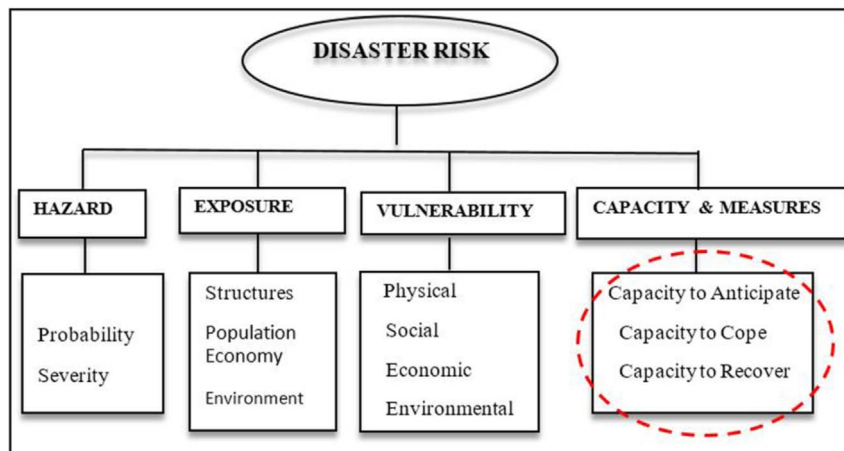 DISASTER RISK
HAZARD
EXPOSURE
VULNERABILITY
CAPACITY & MEASURES
Probability
Severity
Structures
Population
Economy
Environment
Physical
Social
Economic
Environmental
Capacity to Anticipate
Capacity to Cope
Capacity to Recover